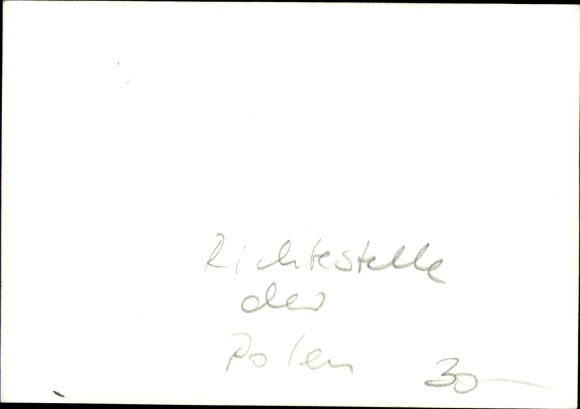 Richtestelle
der
Polen
30-